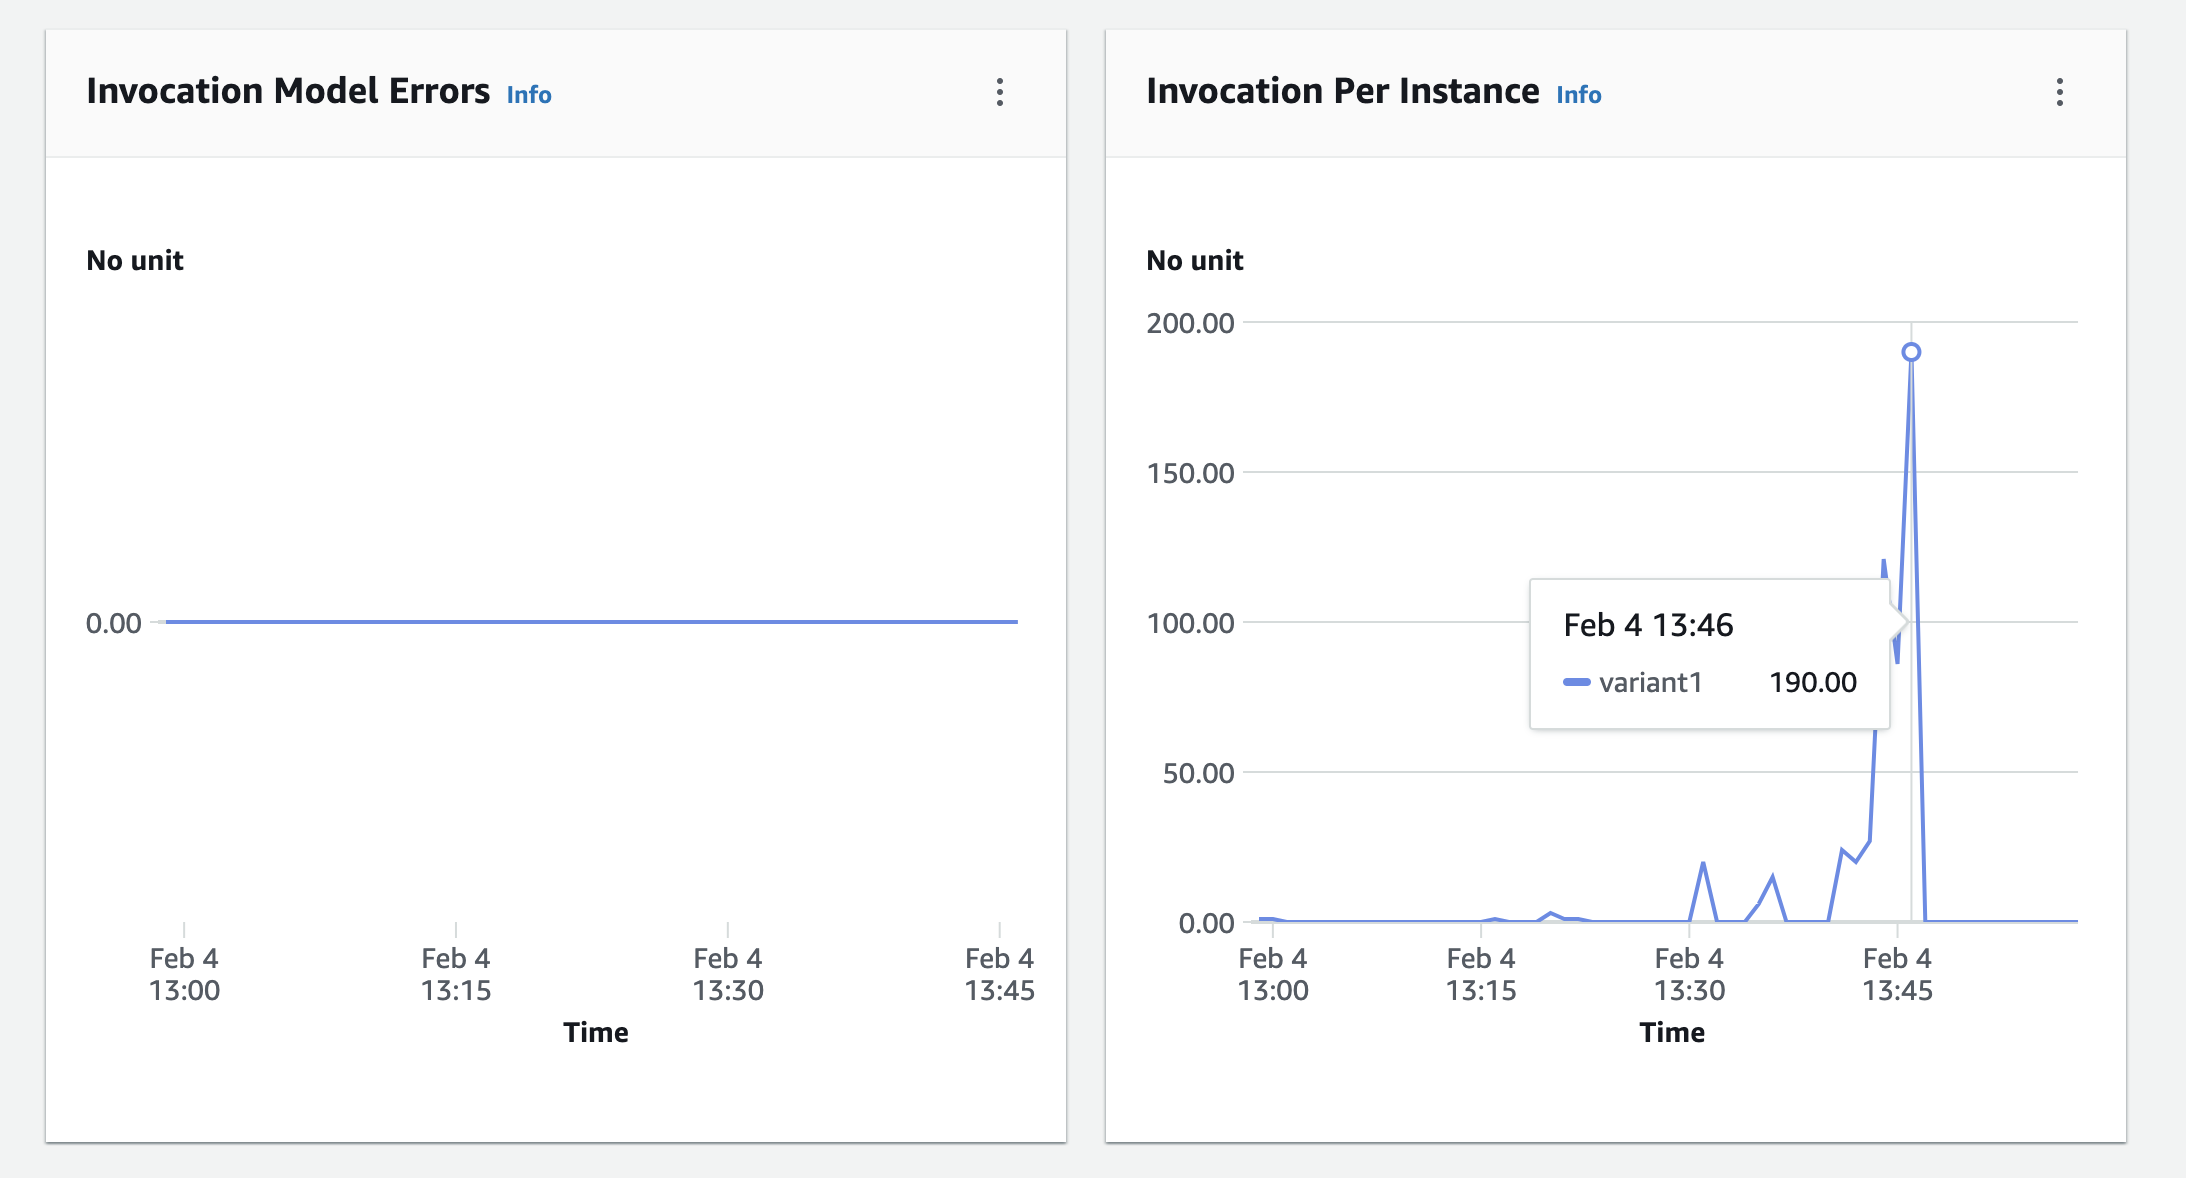 Invocation Model Errors Info
No unit
0.00
Feb 4 Feb 4 Feb 4 Feb 4
13:00 13:15 13:30 13:45
Time
Invocation Per Instance Info
No unit
200.00
150.00
100.00
50.00
0.00
Feb 4 13:46
variant1 190.00
Feb 4 Feb 4 Feb 4 Feb 4
13:00 13:15 13:30 13:45
Time